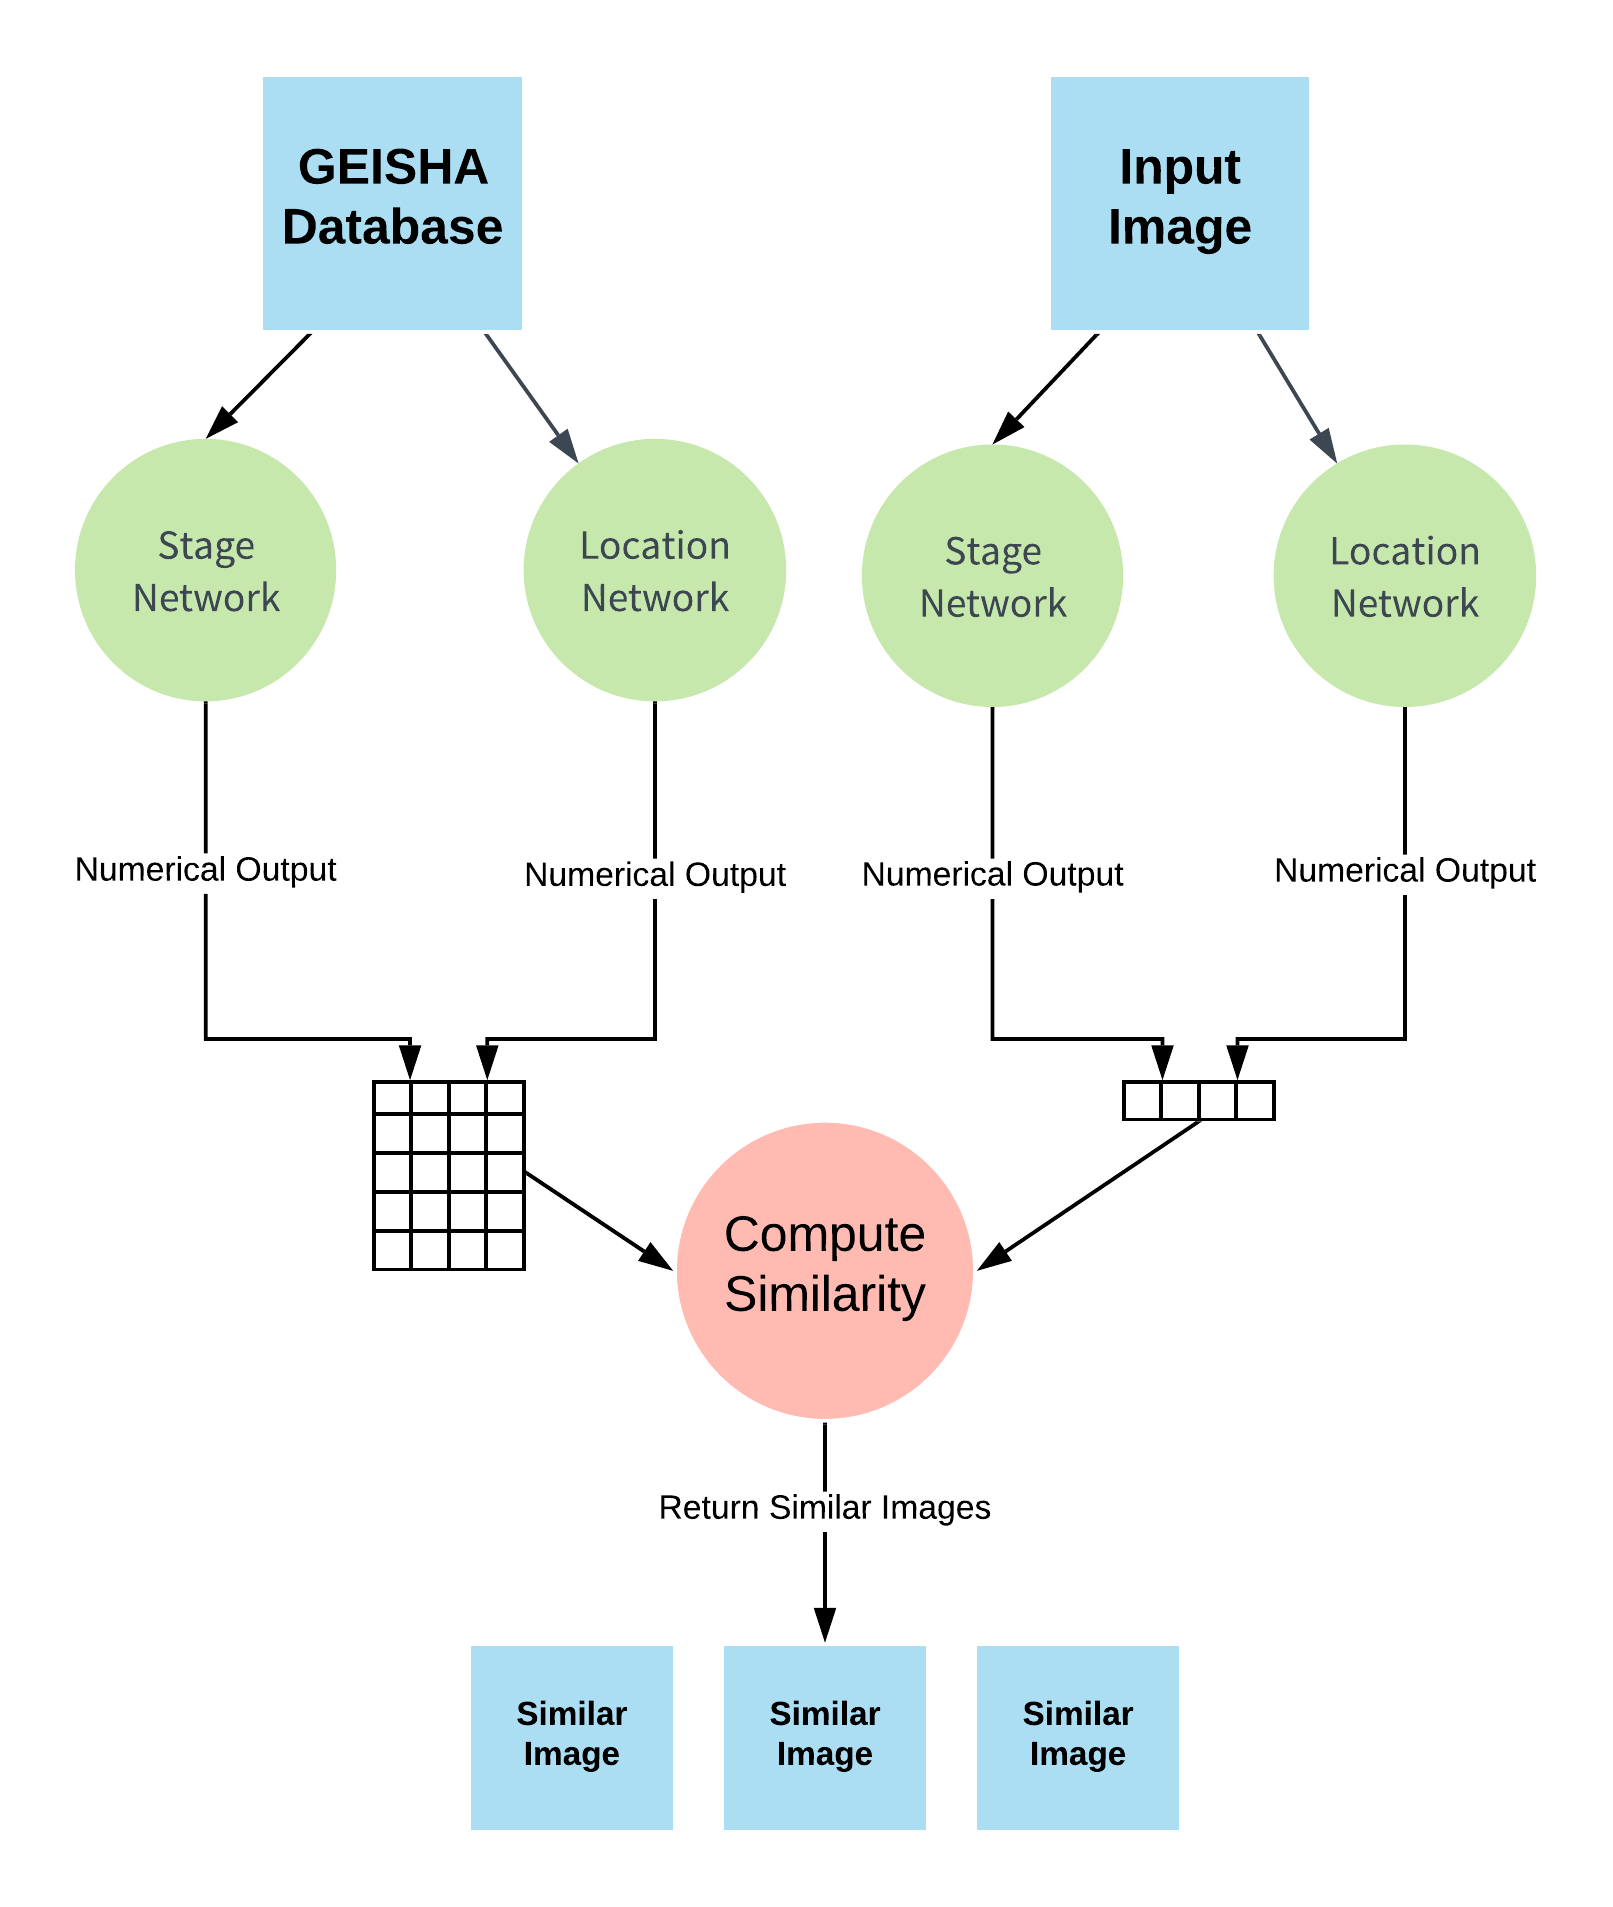 GEISHA
Database
Input
Image
Stage
Network
Location
Network
Stage
Network
Location
Network
Numerical Output
Numerical Output
Numerical Output
Numerical Output
Compute
Similarity
Return Similar Images
Similar
Image
Similar
Image
Similar
Image